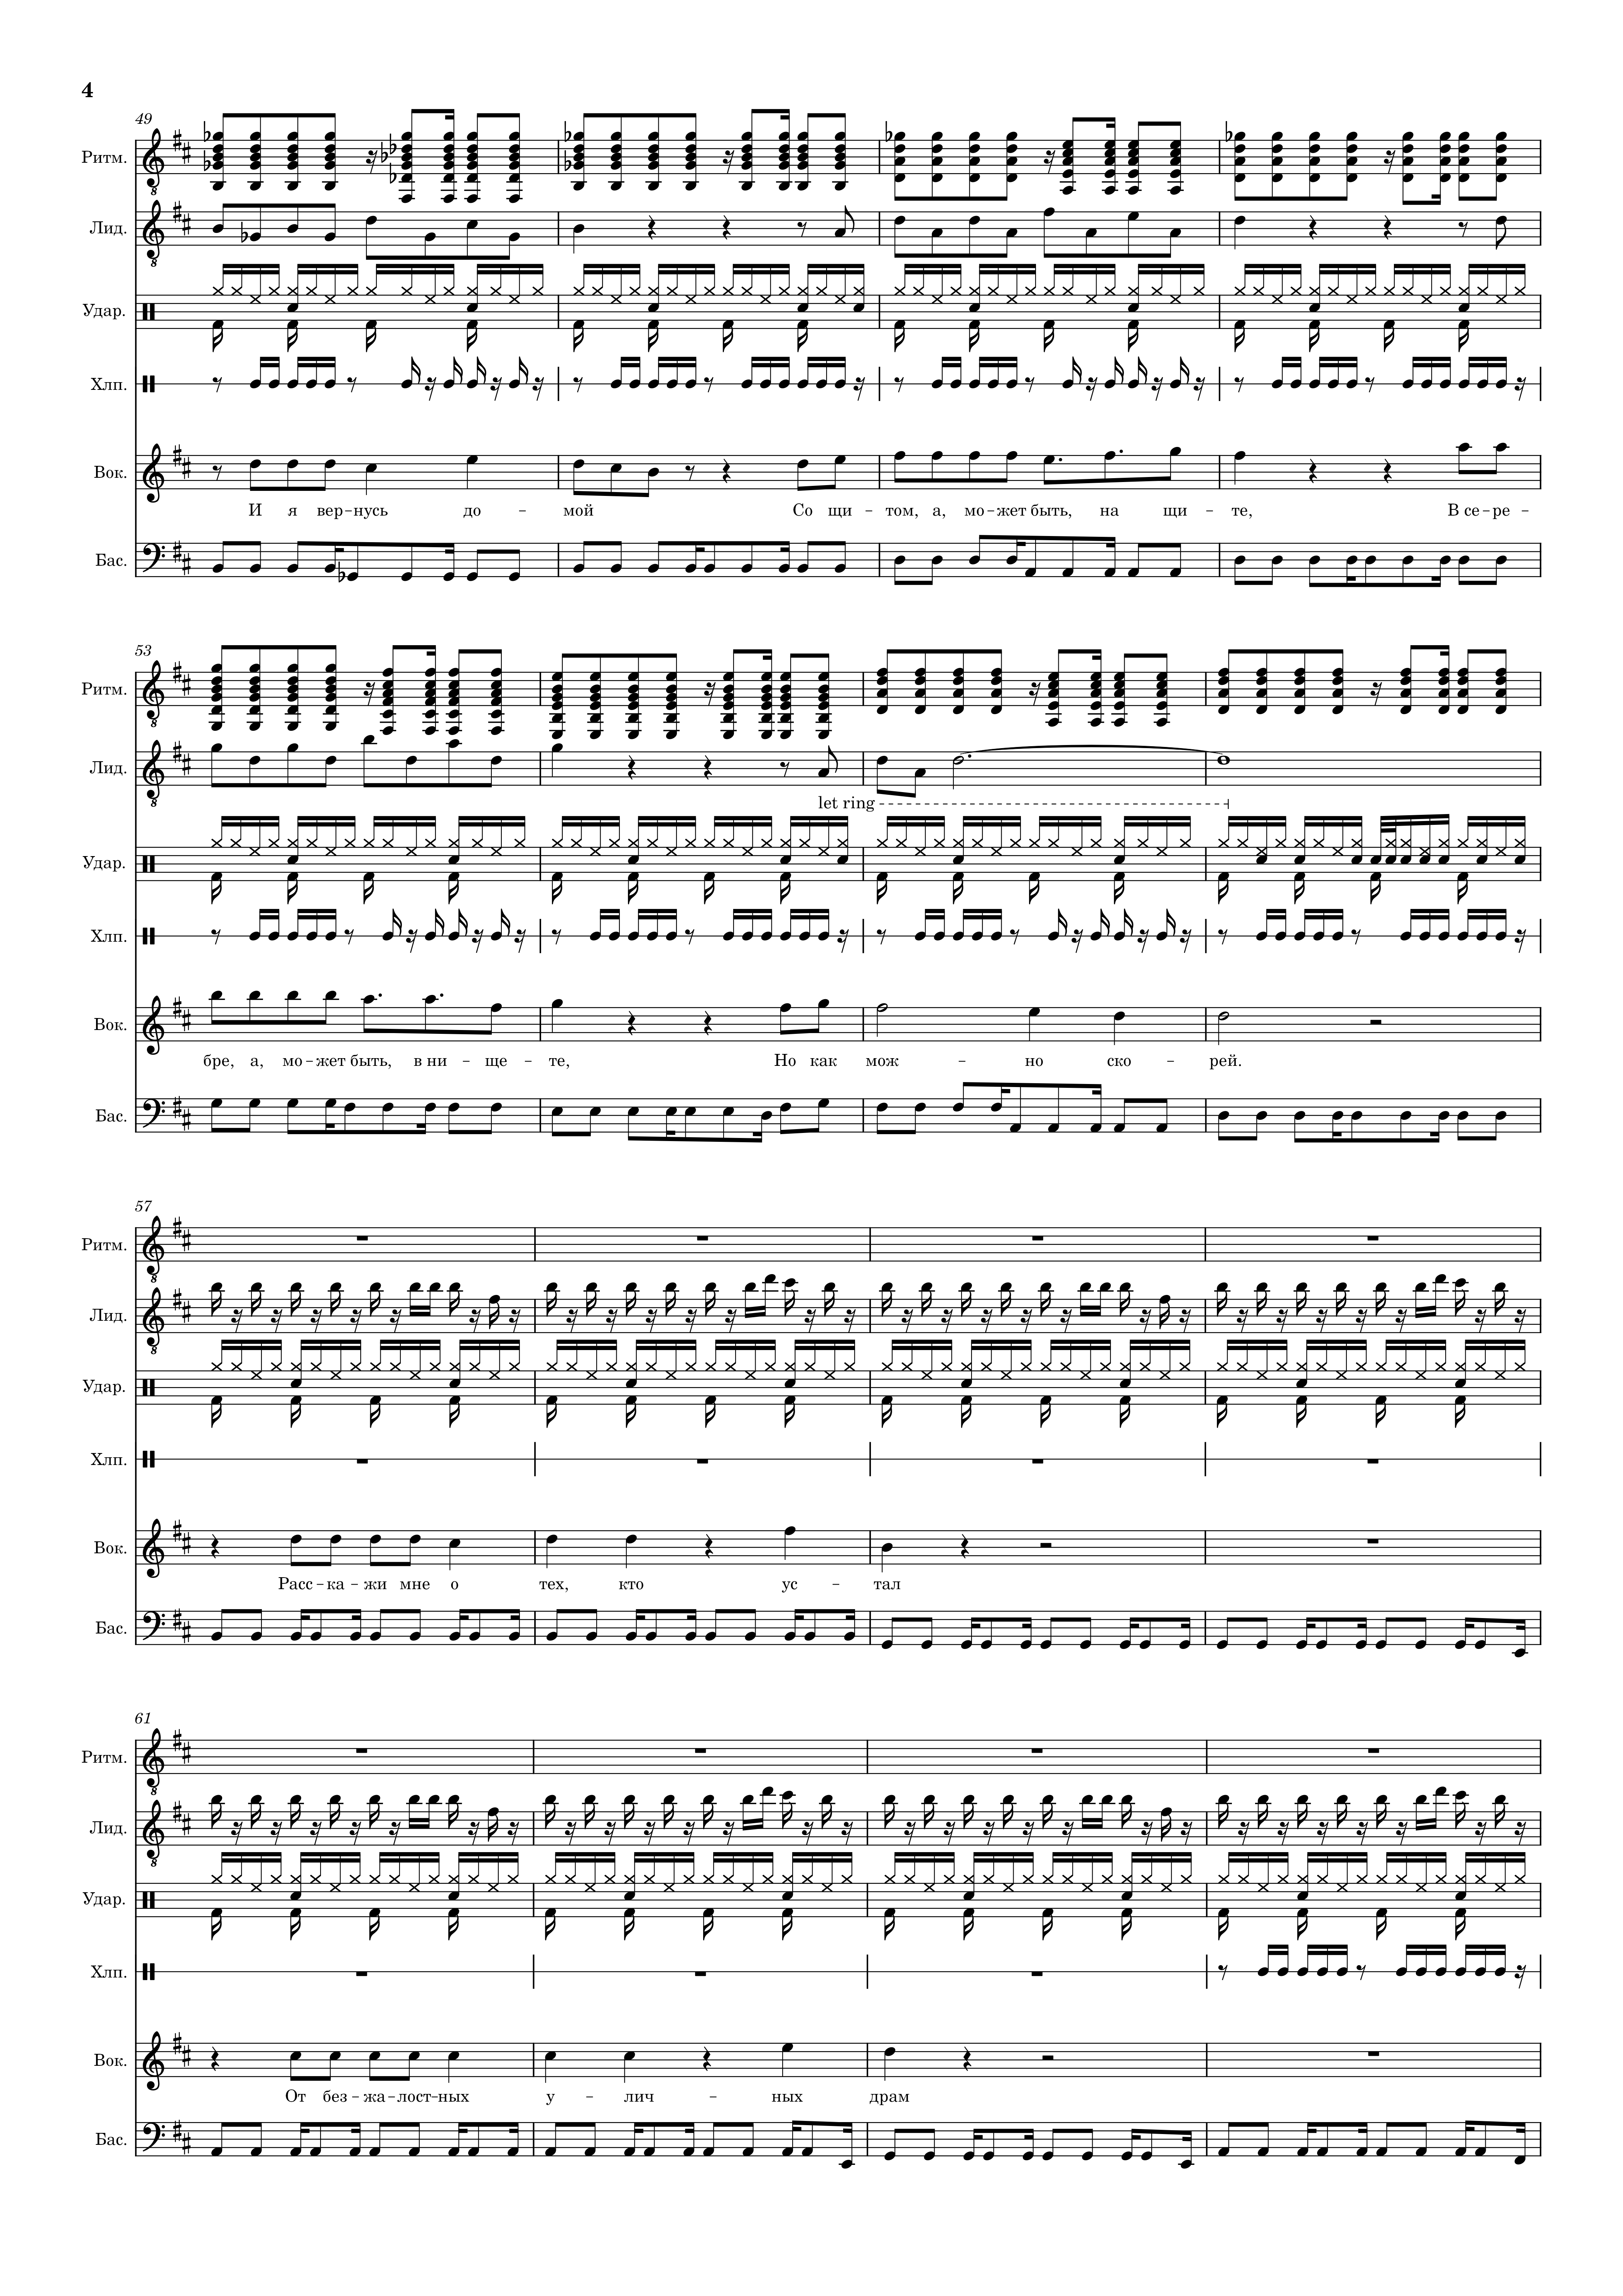 4
49
Ритм.
Лид.
Удар.
Хлп.
Вок.
И я вер – нусь до – мой Со щи – том, а, мо – жет быть, на щи – те, В се – ре –
Бас.
53
Ритм.
Лид.
let ring
Удар.
Хлп.
Вок.
бре, а, мо – жет быть, в ни – ще – те, Но как мож – но ско – рей.
Бас.
57
Ритм.
Лид.
Удар.
Хлп.
Вок.
Расс – ка – жи мне о тех, кто ус – тал
Бас.
61
Ритм.
Лид.
Удар.
Хлп.
Вок.
От без – жа – лост – ных у – лич – ных драм
Бас.